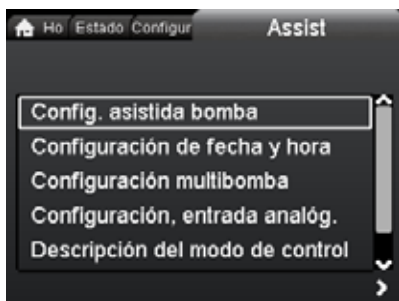 Ho Estado Configur Assist
Config. asistida bomba
Configuración de fecha y hora
Configuración multibomba
Configuración, entrada analóg.
Descripción del modo de control